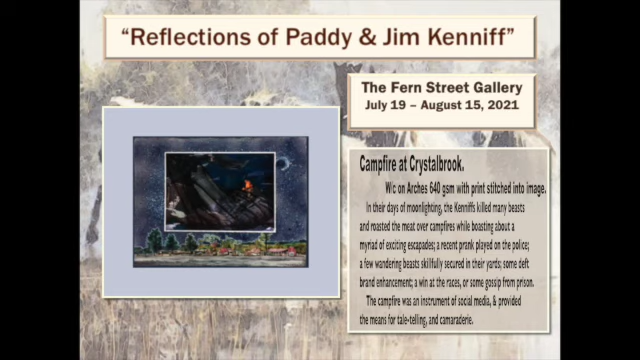 “Reflections of Paddy & Jim Kenniff”
The Fern Street Gallery
July 19 – August 15, 2021
Campfire at Crystalbrook.
W/c on Arches 640 gsm with print stitched into image.
In their days of moonlighting, the Kenniffs killed many beasts
and roasted the meat over campfires while boasting about a
myriad of exciting escapades; a recent prank played on the police;
a few wandering beasts skilfully secured in their yards; some deft
brand enhancement; a win at the races, or some gossip from prison.
The campfire was an instrument of social media, & provided
the means for tale-telling, and camaraderie.